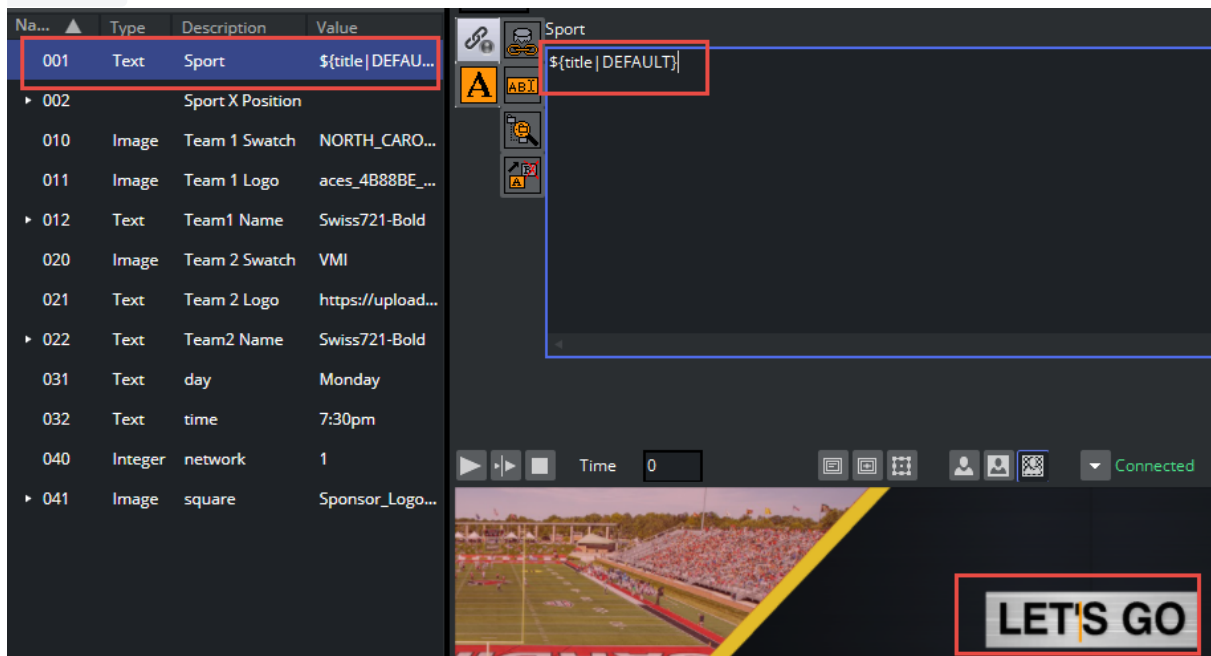 Na... ▲ Type Description Value
001 Text Sport ${title|DEFAU...
002 Sport X Position
010 Image Team 1 Swatch NORTH_CARO...
011 Image Team 1 Logo aces_4B88BE_...
012 Text Team1 Name Swiss721-Bold
020 Image Team 2 Swatch VMI
021 Text Team 2 Logo https://upload...
022 Text Team2 Name Swiss721-Bold
031 Text day Monday
032 Text time 7:30pm
040 Integer network 1
041 Image square Sponsor_Logo...
Sport
${title|DEFAULT}
A
ABI
A
Time 0
Connected
LET'S GO